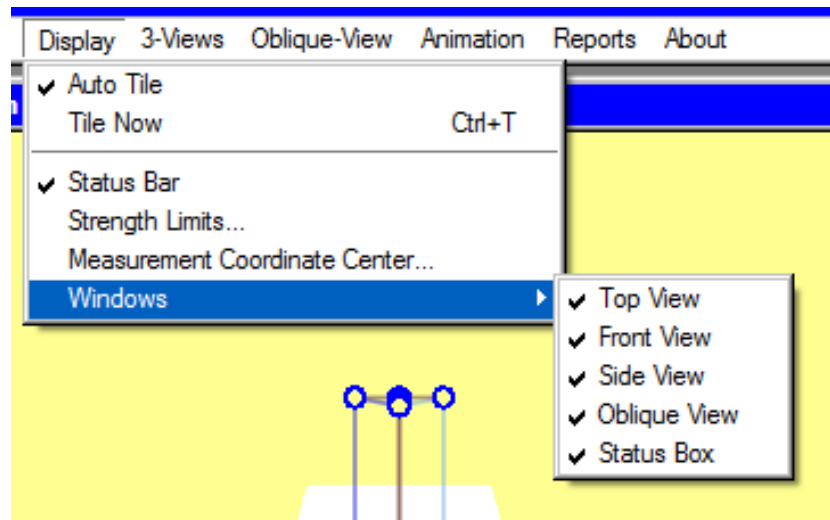 Display 3-Views Oblique-View Animation Reports About
Auto Tile
Tile Now Ctrl+T
Status Bar
Strength Limits...
Measurement Coordinate Center...
Windows
Top View
Front View
Side View
Oblique View
Status Box